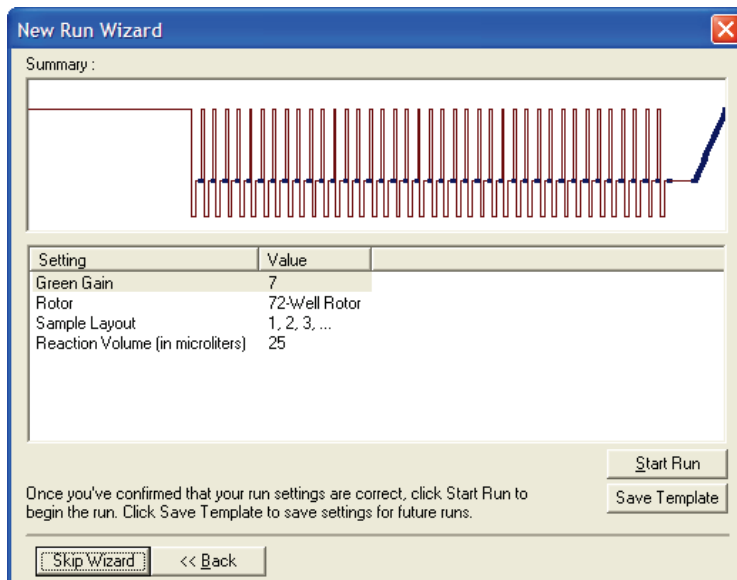 New Run Wizard
Summary :
Setting Value
Green Gain 7
Rotor 72-Well Rotor
Sample Layout 1, 2, 3, ...
Reaction Volume (in microliters) 25
Start Run
Once you've confirmed that your run settings are correct, click Start Run to
begin the run. Click Save Template to save settings for future runs.
Save Template
Skip Wizard << Back